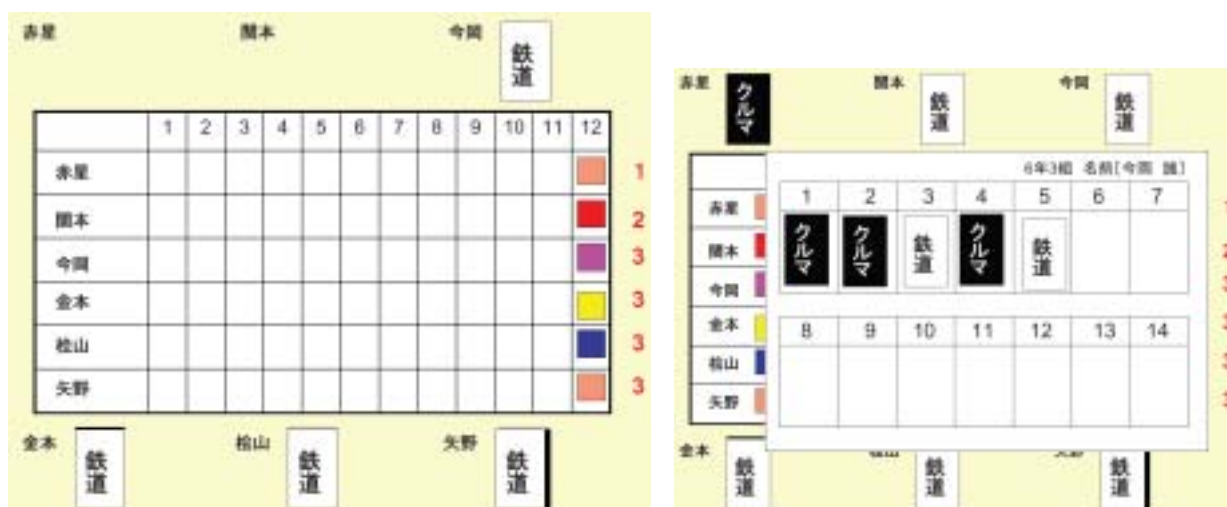 赤星 関本 今岡
鉄道
1 2 3 4 5 6 7 8 9 10 11 12
赤星 1
関本 2
今岡 3
金本 3
桧山 3
矢野 3
金本 桧山 矢野
鉄道 鉄道 鉄道
赤星 関本 今岡
クルマ 鉄道 鉄道
6年3組 名前[今岡 誠]
1 2 3 4 5 6 7
クルマ クルマ 鉄道 クルマ 鉄道
8 9 10 11 12 13 14
赤星
関本
今岡
金本
桧山
矢野
金本
鉄道 鉄道 鉄道